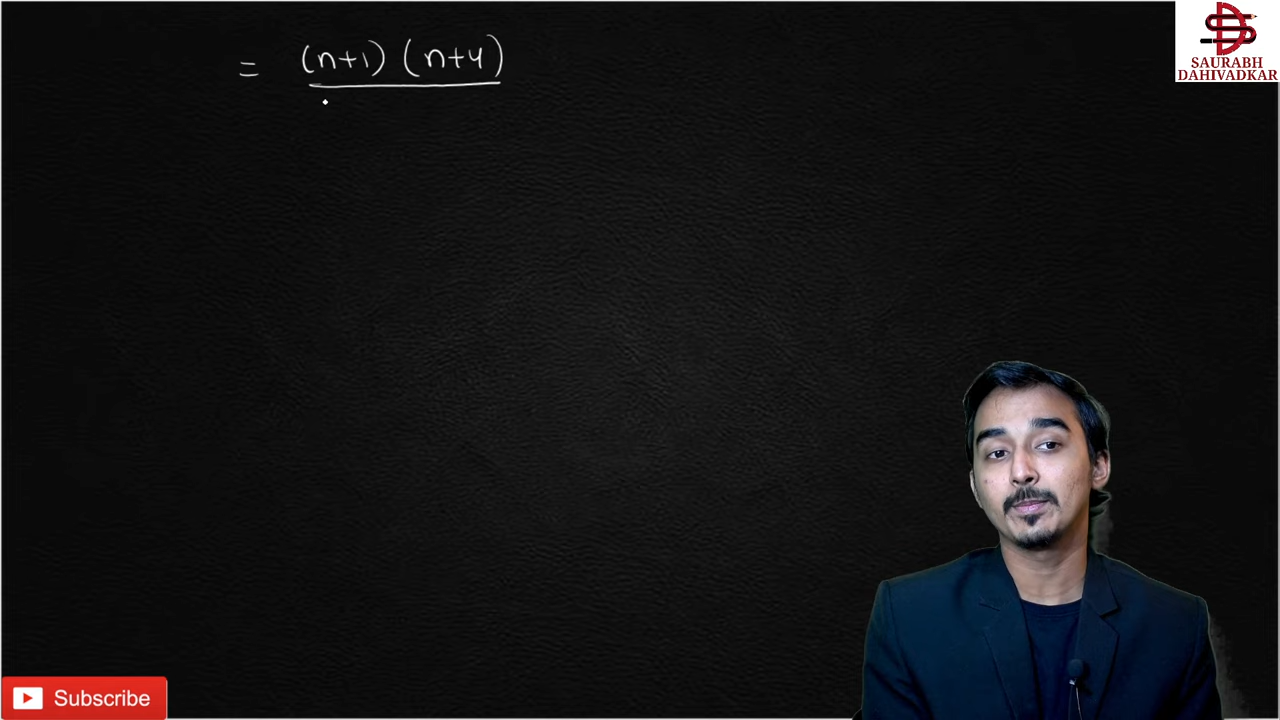 = (n+1) (n+4)
SAURABH
DAHIVADKAR
Subscribe